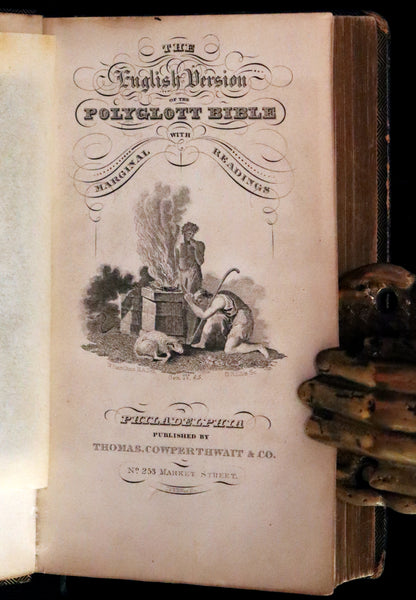 THE
English Version
OF THE
POLYGLOTT BIBLE
WITH
MARGINAL READINGS
Gen. IV. 4,5.
PHILADELPHIA
PUBLISHED BY
THOMAS, COWPERTHWAIT & CO.
No 253 MARKET STREET.